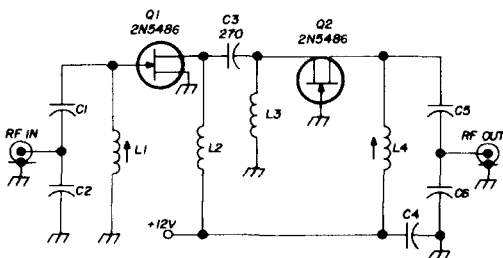 Q1
2N5486
C3
270
Q2
2N5486
C1
C5
RF IN
L1
L2
L3
L4
RF OUT
C2
C6
+12V
C4